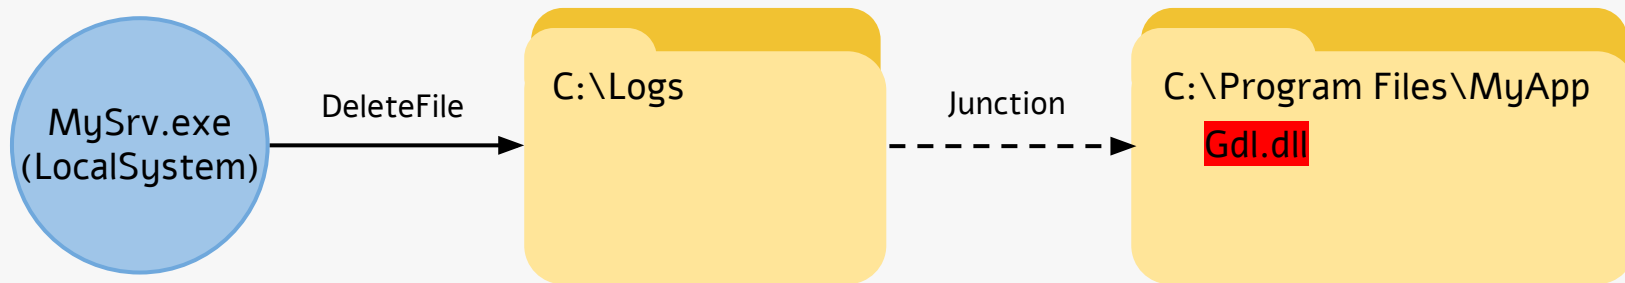 MySrv.exe
(LocalSystem)
DeleteFile
C:\Logs
Junction
C:\Program Files\MyApp
Gdl.dll